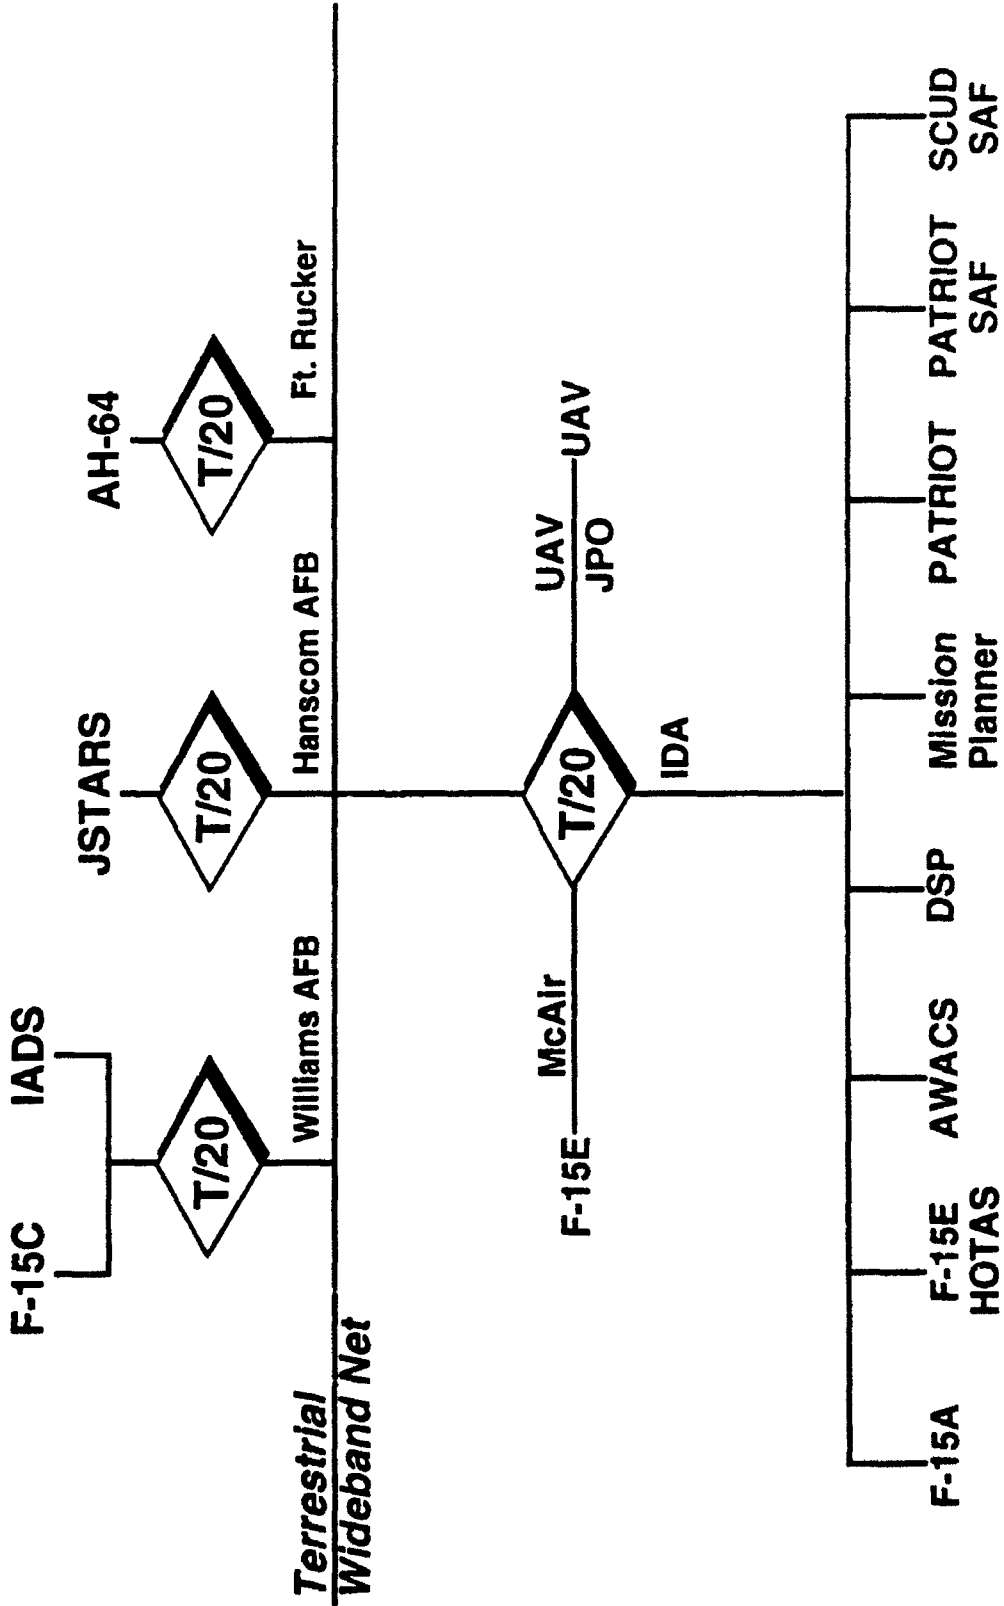 F-15C
IADS
JSTARS
AH-64
T/20
T/20
T/20
Williams AFB
Hanscom AFB
Ft. Rucker
Terrestrial
Wideband Net
McAir
UAV
JPO
F-15E
T/20
UAV
IDA
F-15A
F-15E
HOTAS
AWACS
DSP
Mission
Planner
PATRIOT
PATRIOT
SAF
SCUD
SAF